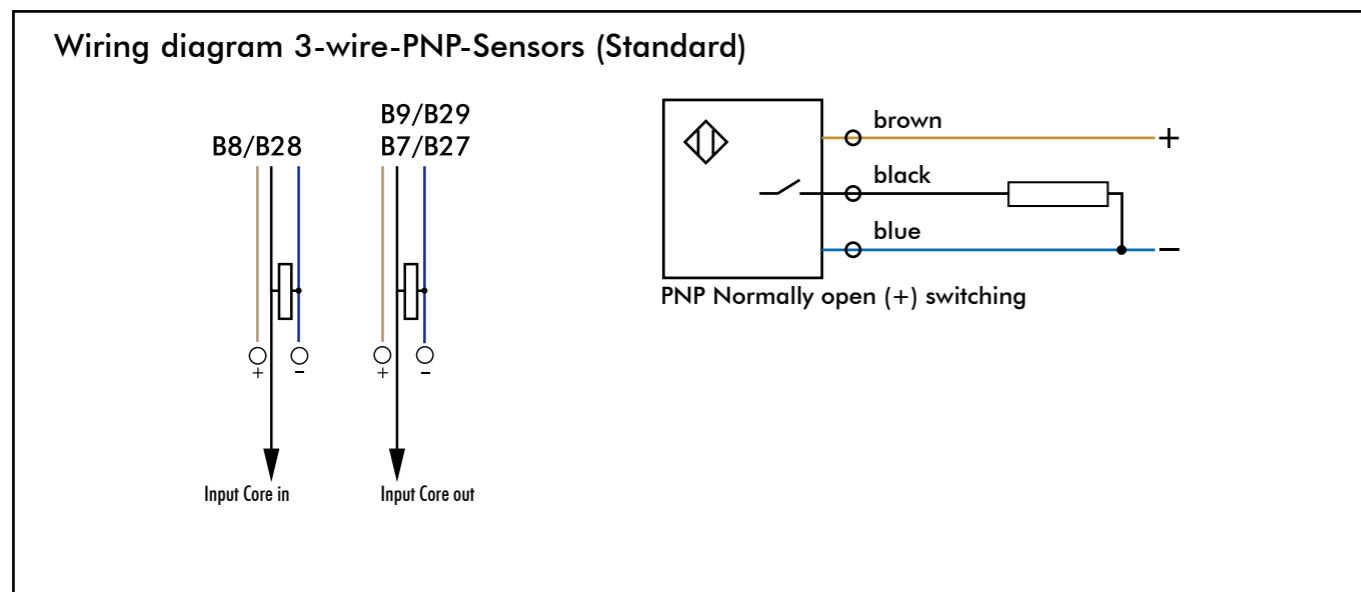 Wiring diagram 3-wire-PNP-Sensors (Standard)
B8/B28
B9/B29
B7/B27
+
-
+
-
Input Core in
Input Core out
brown
+
black
blue
−
PNP Normally open (+) switching